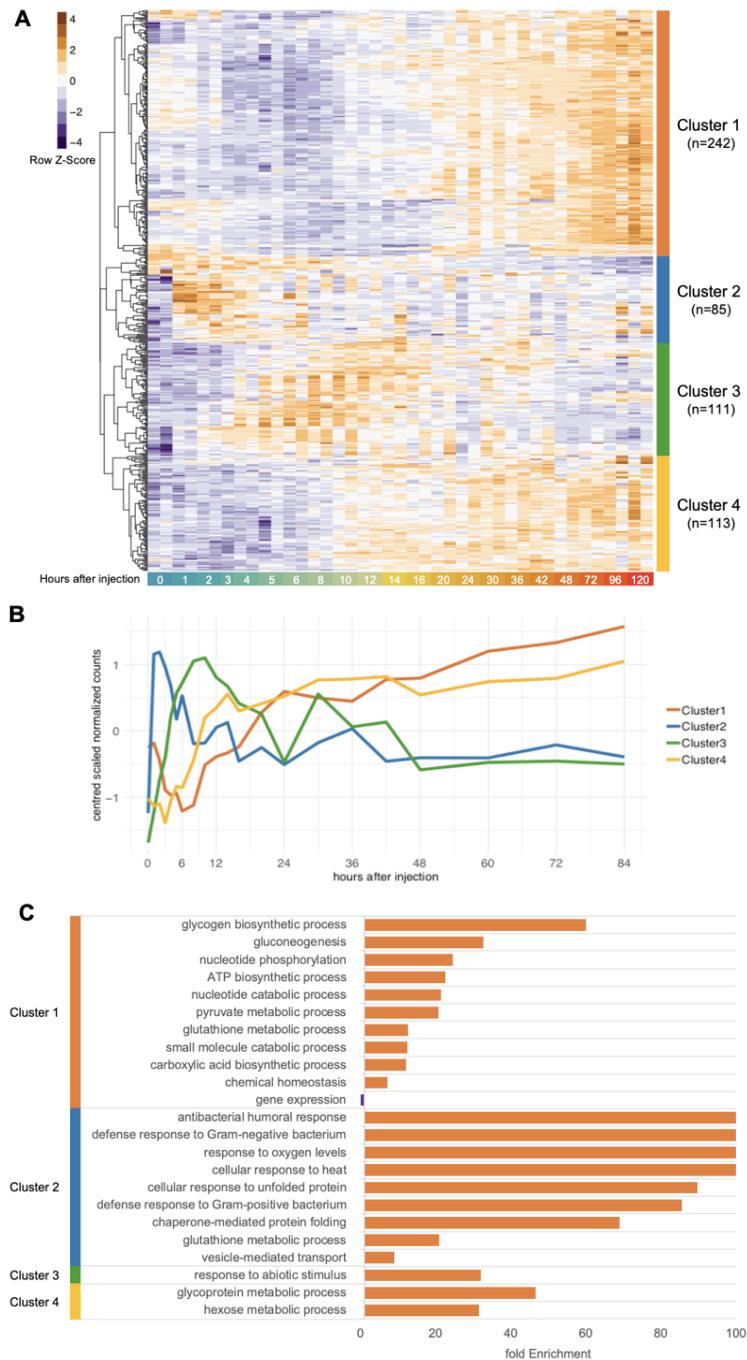 A
4
2
0
−2
−4
Row Z-Score
Cluster 1
(n=242)
Cluster 2
(n=85)
Cluster 3
(n=111)
Cluster 4
(n=113)
Hours after injection 0 1 2 3 4 5 6 8 10 12 14 16 20 24 30 36 42 48 72 96 120
B
centred scaled normalized counts
1
0
−1
0 6 12 24 36 48 60 72 84
hours after injection
Cluster1
Cluster2
Cluster3
Cluster4
C
Cluster 1
glycogen biosynthetic process
gluconeogenesis
nucleotide phosphorylation
ATP biosynthetic process
nucleotide catabolic process
pyruvate metabolic process
glutathione metabolic process
small molecule catabolic process
carboxylic acid biosynthetic process
chemical homeostasis
gene expression
Cluster 2
antibacterial humoral response
defense response to Gram-negative bacterium
response to oxygen levels
cellular response to heat
cellular response to unfolded protein
defense response to Gram-positive bacterium
chaperone-mediated protein folding
glutathione metabolic process
vesicle-mediated transport
Cluster 3
response to abiotic stimulus
Cluster 4
glycoprotein metabolic process
hexose metabolic process
0 20 40 60 80 100
fold Enrichment